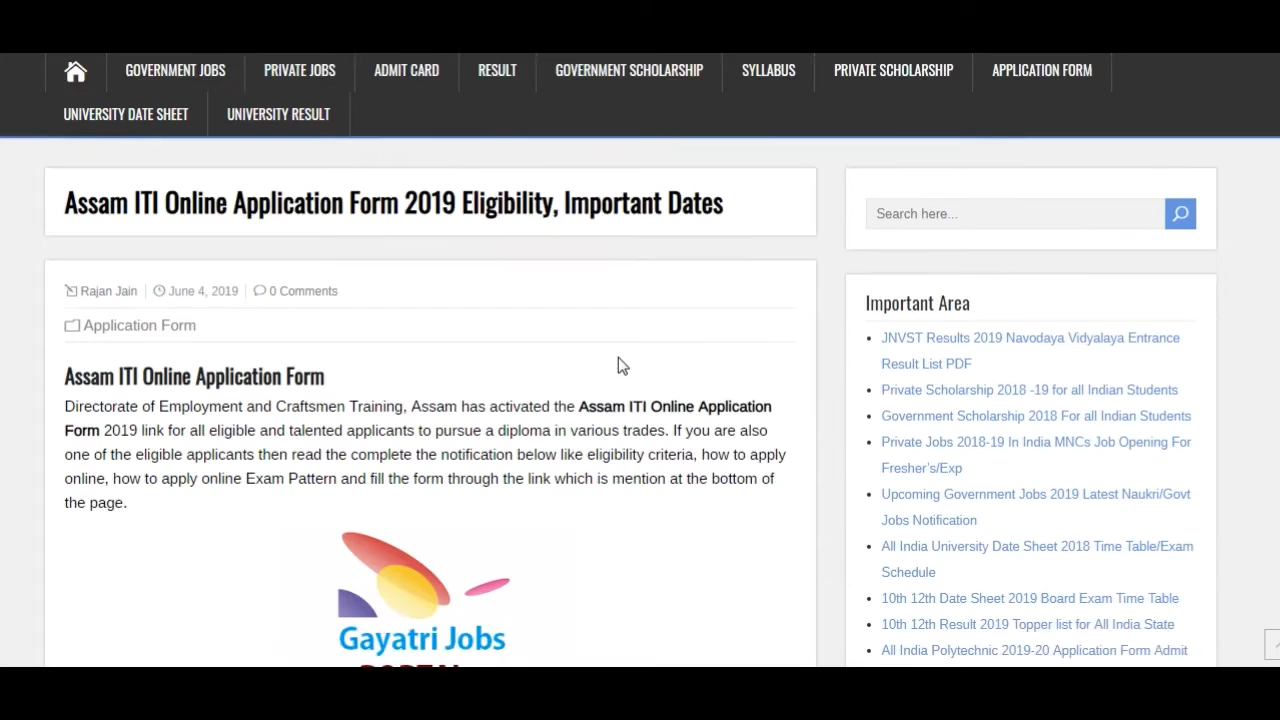 GOVERNMENT JOBS PRIVATE JOBS ADMIT CARD RESULT GOVERNMENT SCHOLARSHIP SYLLABUS PRIVATE SCHOLARSHIP APPLICATION FORM
UNIVERSITY DATE SHEET UNIVERSITY RESULT
Assam ITI Online Application Form 2019 Eligibility, Important Dates
Rajan Jain June 4, 2019 0 Comments
Application Form
Assam ITI Online Application Form
Directorate of Employment and Craftsmen Training, Assam has activated the Assam ITI Online Application
Form 2019 link for all eligible and talented applicants to pursue a diploma in various trades. If you are also
one of the eligible applicants then read the complete the notification below like eligibility criteria, how to apply
online, how to apply online Exam Pattern and fill the form through the link which is mention at the bottom of
the page.
Gayatri Jobs
Search here...
Important Area
JNVST Results 2019 Navodaya Vidyalaya Entrance
Result List PDF
Private Scholarship 2018 -19 for all Indian Students
Government Scholarship 2018 For all Indian Students
Private Jobs 2018-19 In India MNCs Job Opening For
Fresher's/Exp
Upcoming Government Jobs 2019 Latest Naukri/Govt
Jobs Notification
All India University Date Sheet 2018 Time Table/Exam
Schedule
10th 12th Date Sheet 2019 Board Exam Time Table
10th 12th Result 2019 Topper list for All India State
All India Polytechnic 2019-20 Application Form Admit